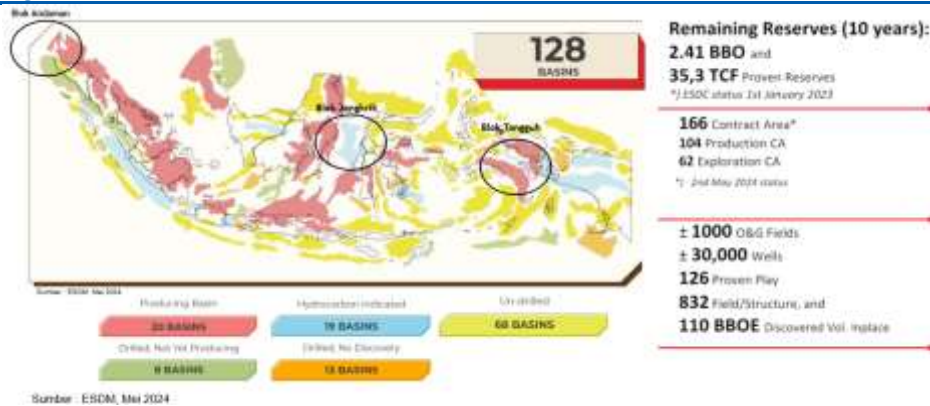 Blok Andaman
128
BASINS
Blok Jangkrik
Blok Tangguh
Sumber : ESDM, Mei 2024
Producing Basin
20 BASINS
Hydrocarbon Indicated
19 BASINS
Un-drilled
68 BASINS
Drilled, Not Yet Producing
8 BASINS
Drilled, No Discovery
13 BASINS
Sumber : ESDM, Mei 2024
Remaining Reserves (10 years):
2.41 BBO and
35,3 TCF Proven Reserves
*) ESDC status 1st January 2023
166 Contract Area*
104 Production CA
62 Exploration CA
*) : 2nd May 2024 status
± 1000 O&G Fields
± 30,000 Wells
126 Proven Play
832 Field/Structure, and
110 BBOE Discovered Vol. Inplace